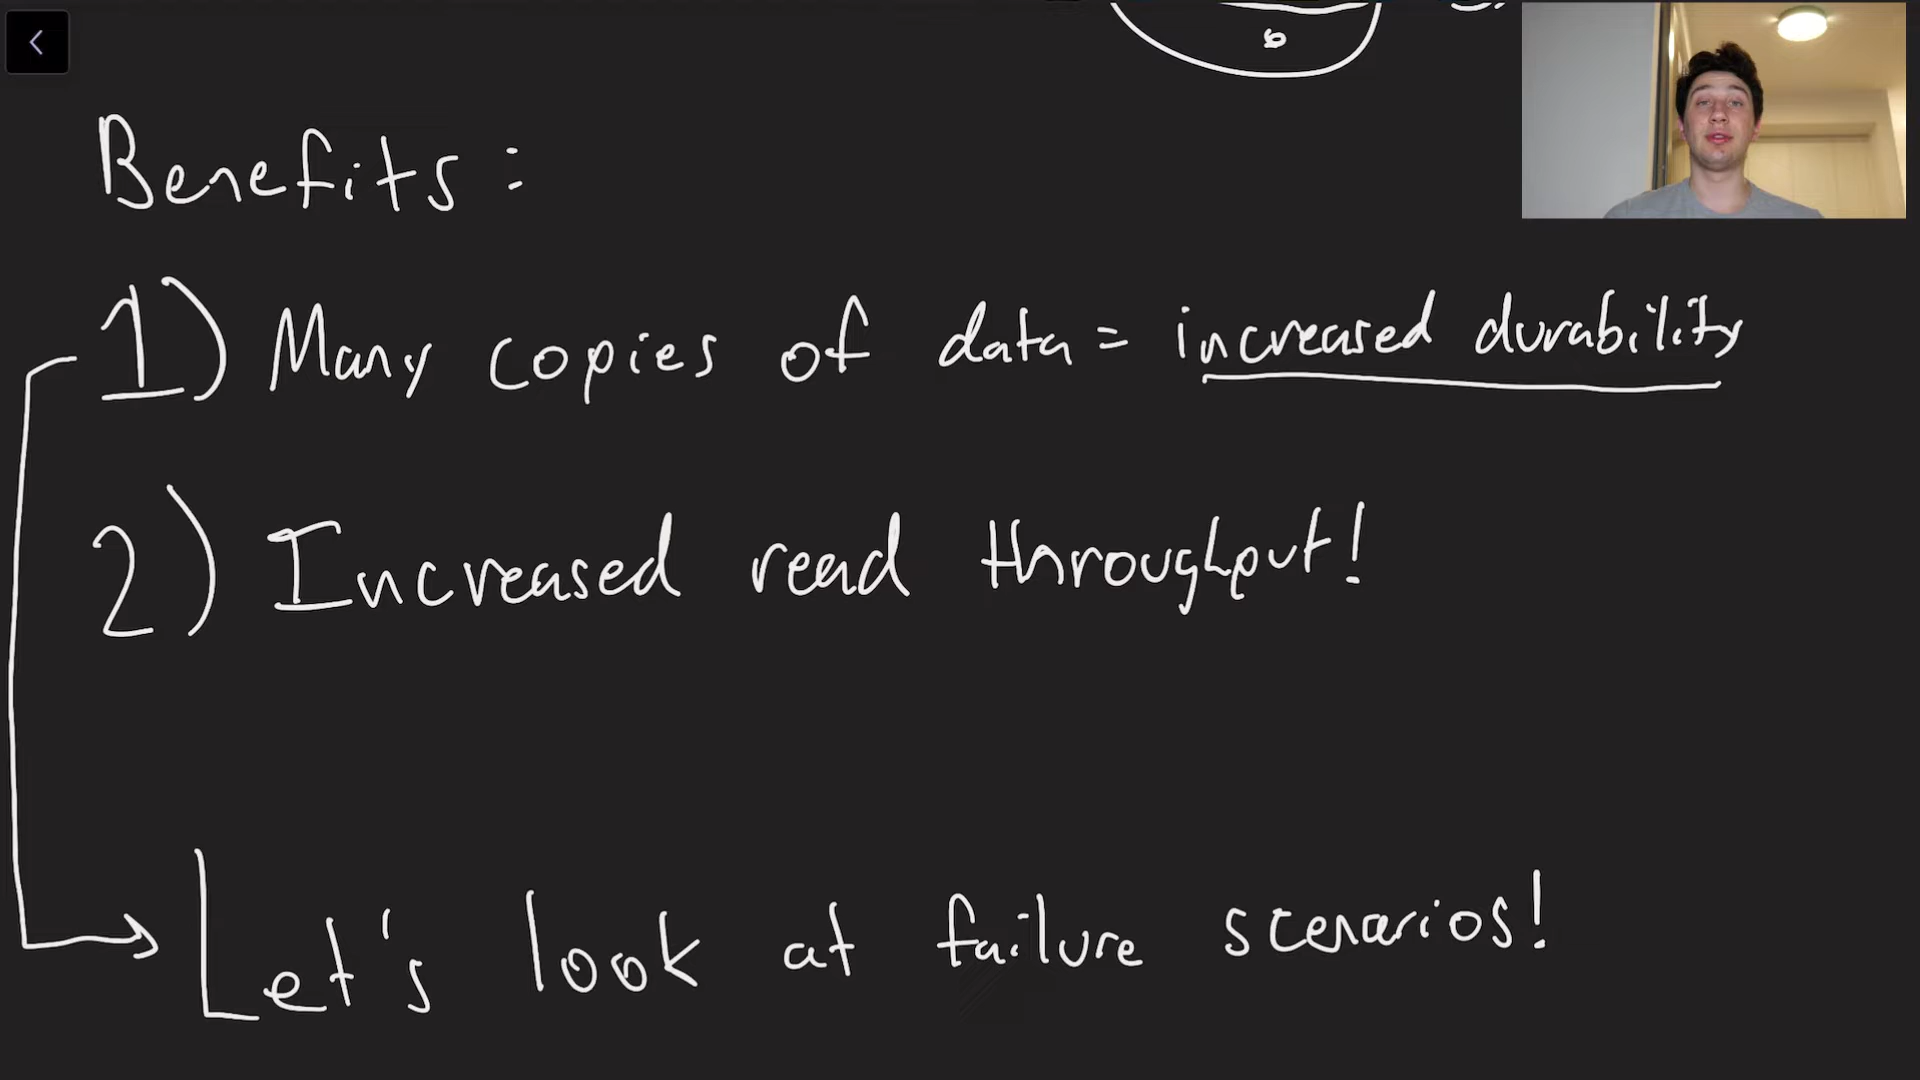 Benefits:
1) Many copies of data = increased durability
2) Increased read throughput!
Let's look at failure scenarios!